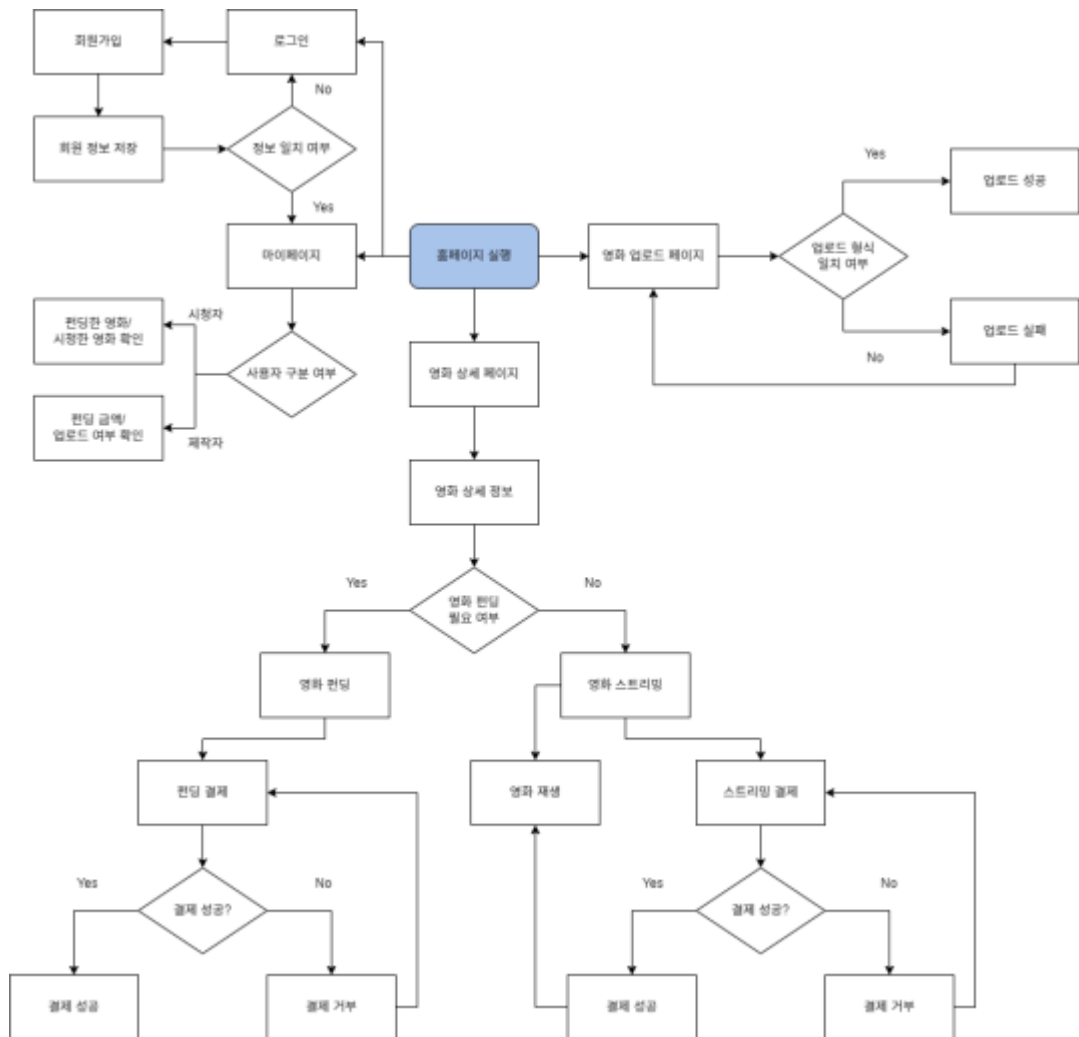 회원가입
로그인
No
회원 정보 저장
정보 일치 여부
Yes
업로드 성공
Yes
마이페이지
홈페이지 실행
영화 업로드 페이지
업로드 형식
일치 여부
시청자
펀딩한 영화/
시청한 영화 확인
사용자 구분 여부
영화 상세 페이지
업로드 실패
No
펀딩 금액/
업로드 여부 확인
제작자
영화 상세 정보
Yes
No
영화 펀딩
필요 여부
영화 펀딩
영화 스트리밍
펀딩 결제
영화 재생
스트리밍 결제
Yes
No
결제 성공?
Yes
No
결제 성공?
결제 성공
결제 거부
결제 성공
결제 거부